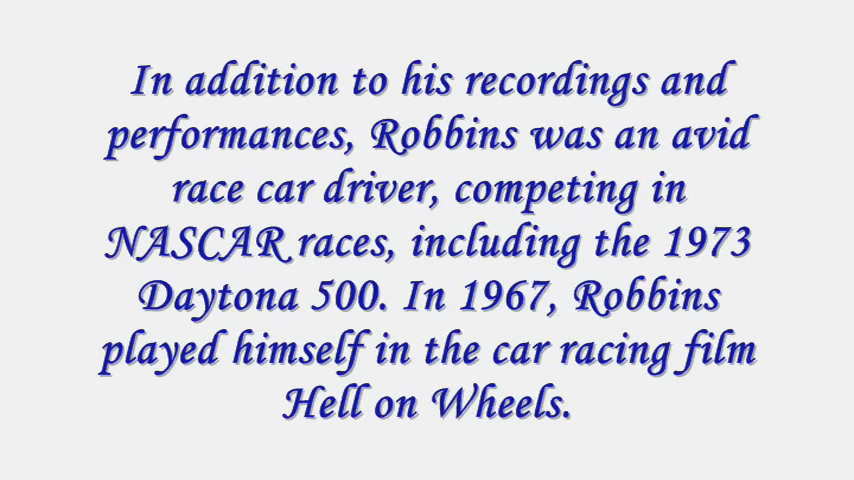 In addition to his recordings and
performances, Robbins was an avid
race car driver, competing in
NASCAR races, including the 1973
Daytona 500. In 1967, Robbins
played himself in the car racing film
Hell on Wheels.